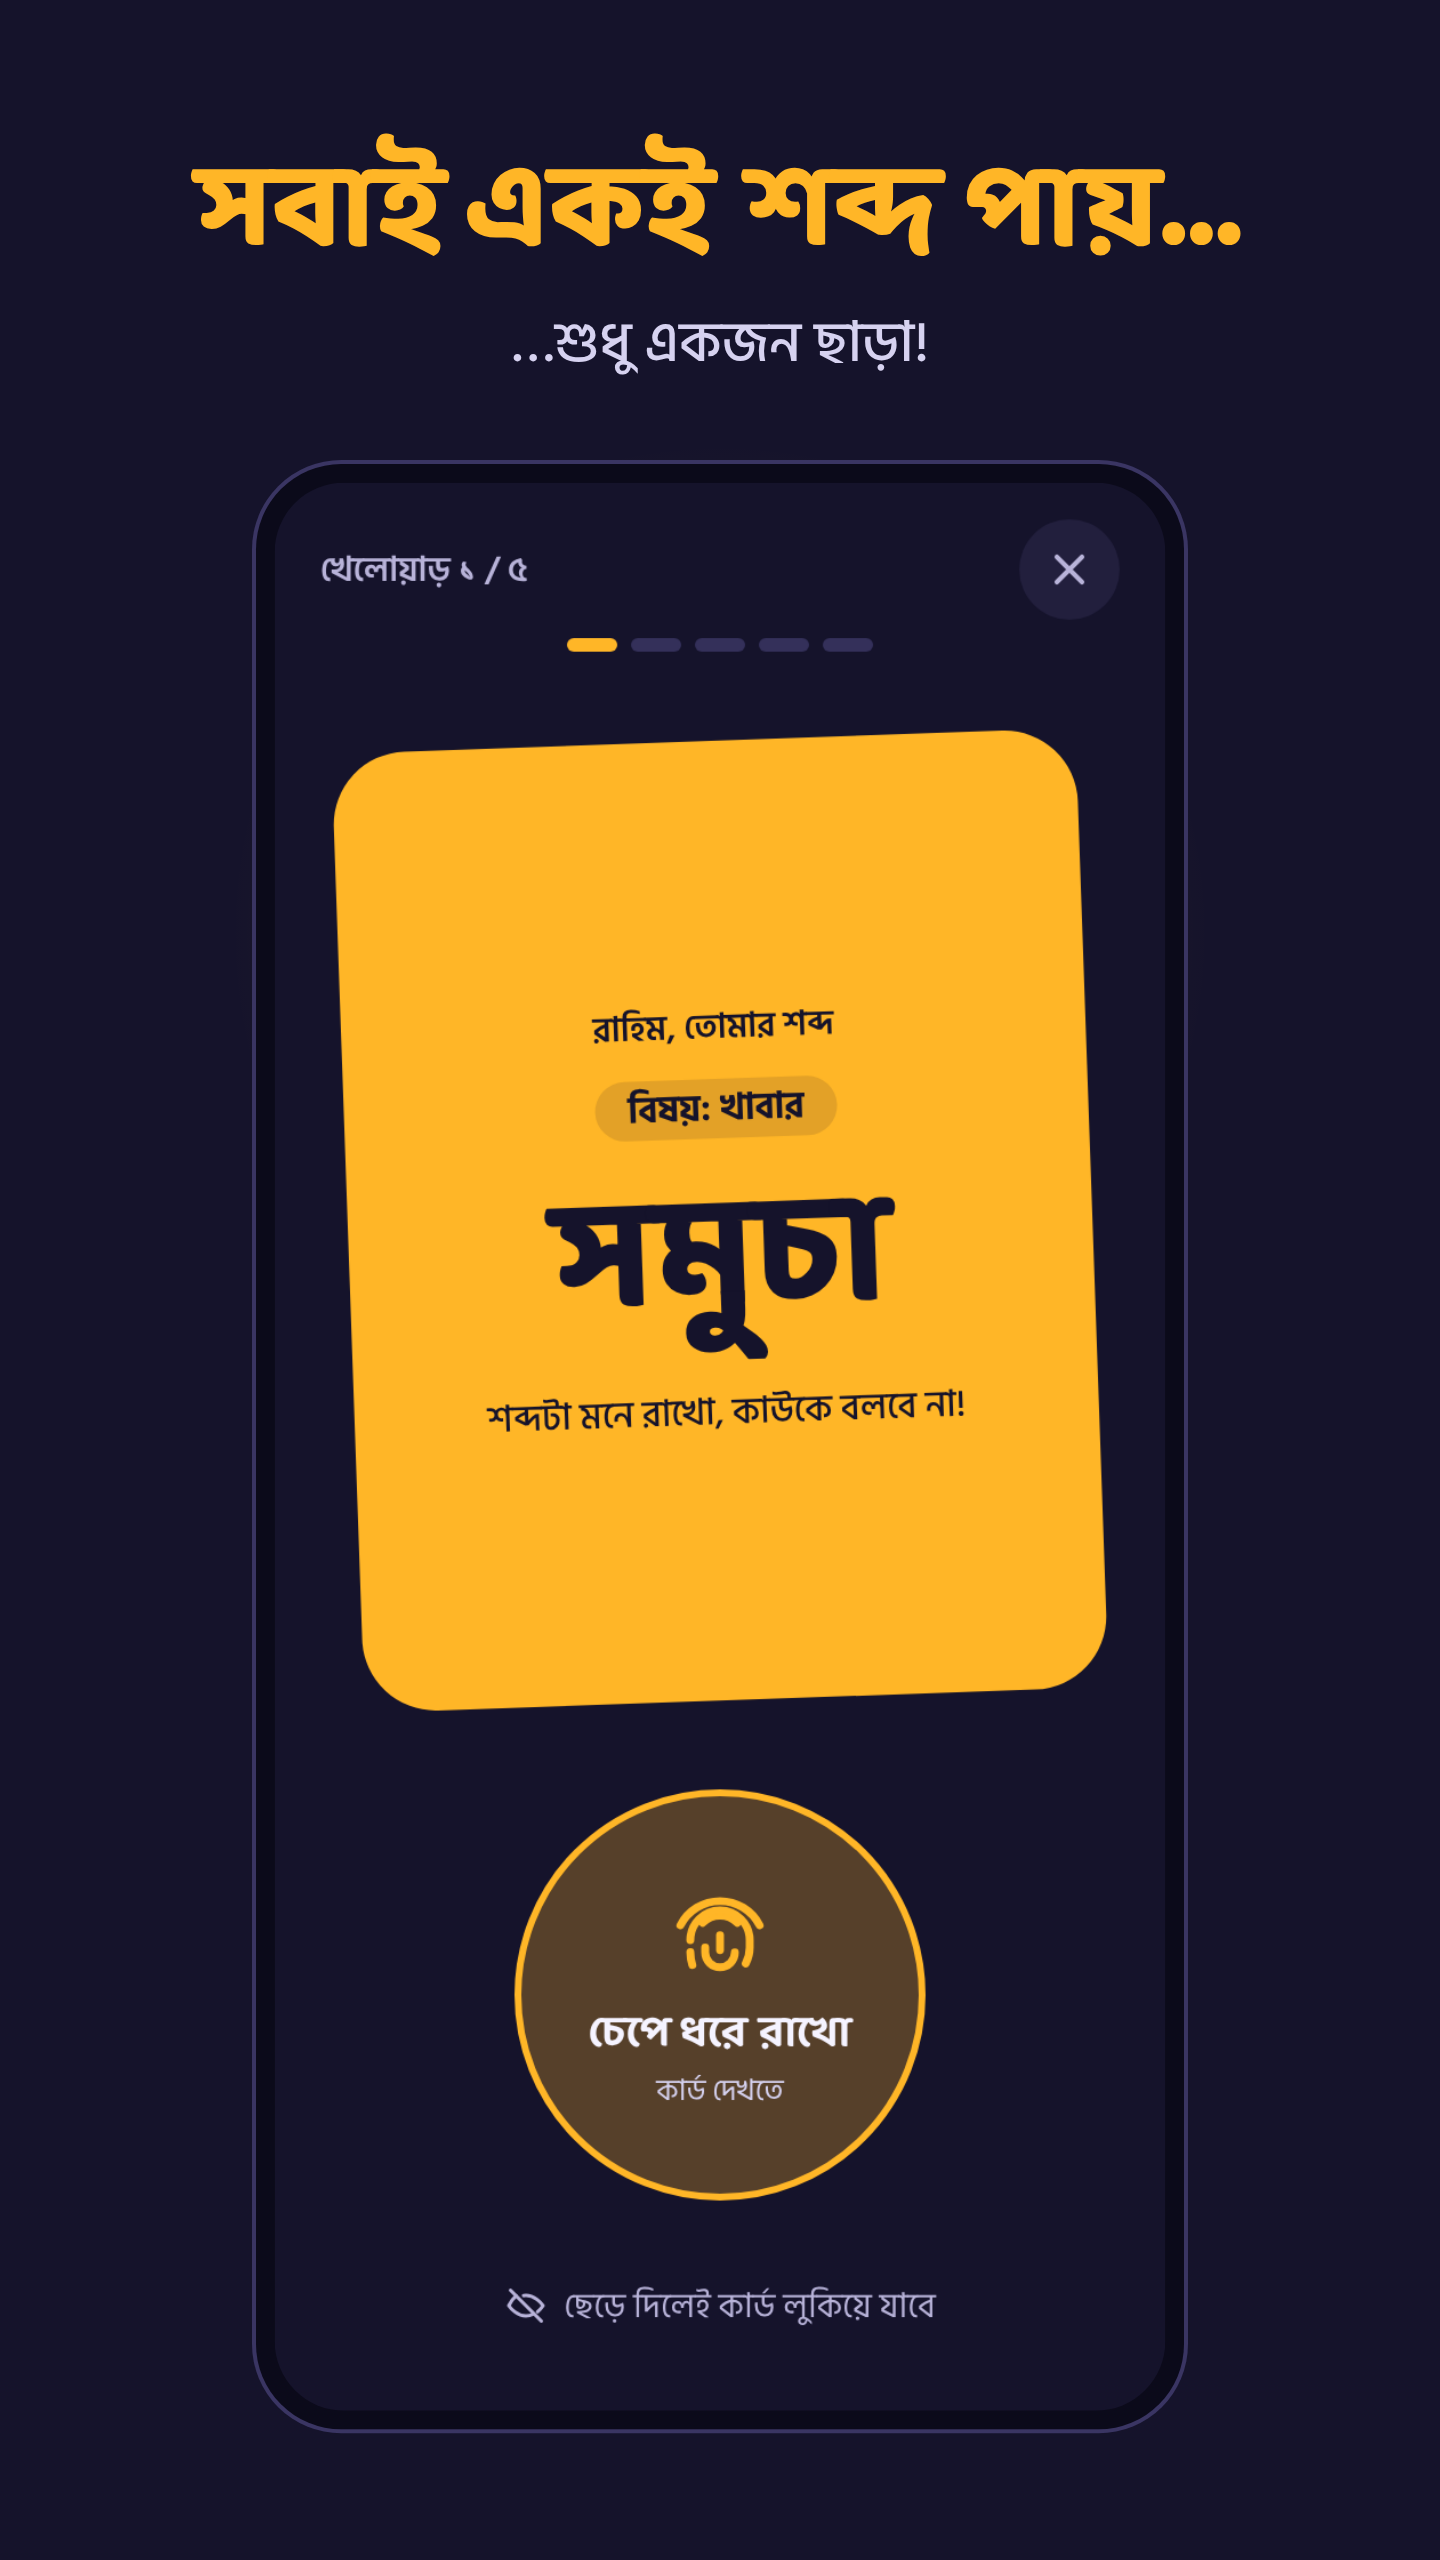 সবাই একই শব্দ পায়...
...শুধু একজন ছাড়া!
খেলোয়াড় ১ / ৫
রাহিম, তোমার শব্দ
বিষয়: খাবার
সমুচা
শব্দটা মনে রাখো, কাউকে বলবে না!
চেপে ধরে রাখো
কার্ড দেখতে
ছেড়ে দিলেই কার্ড লুকিয়ে যাবে